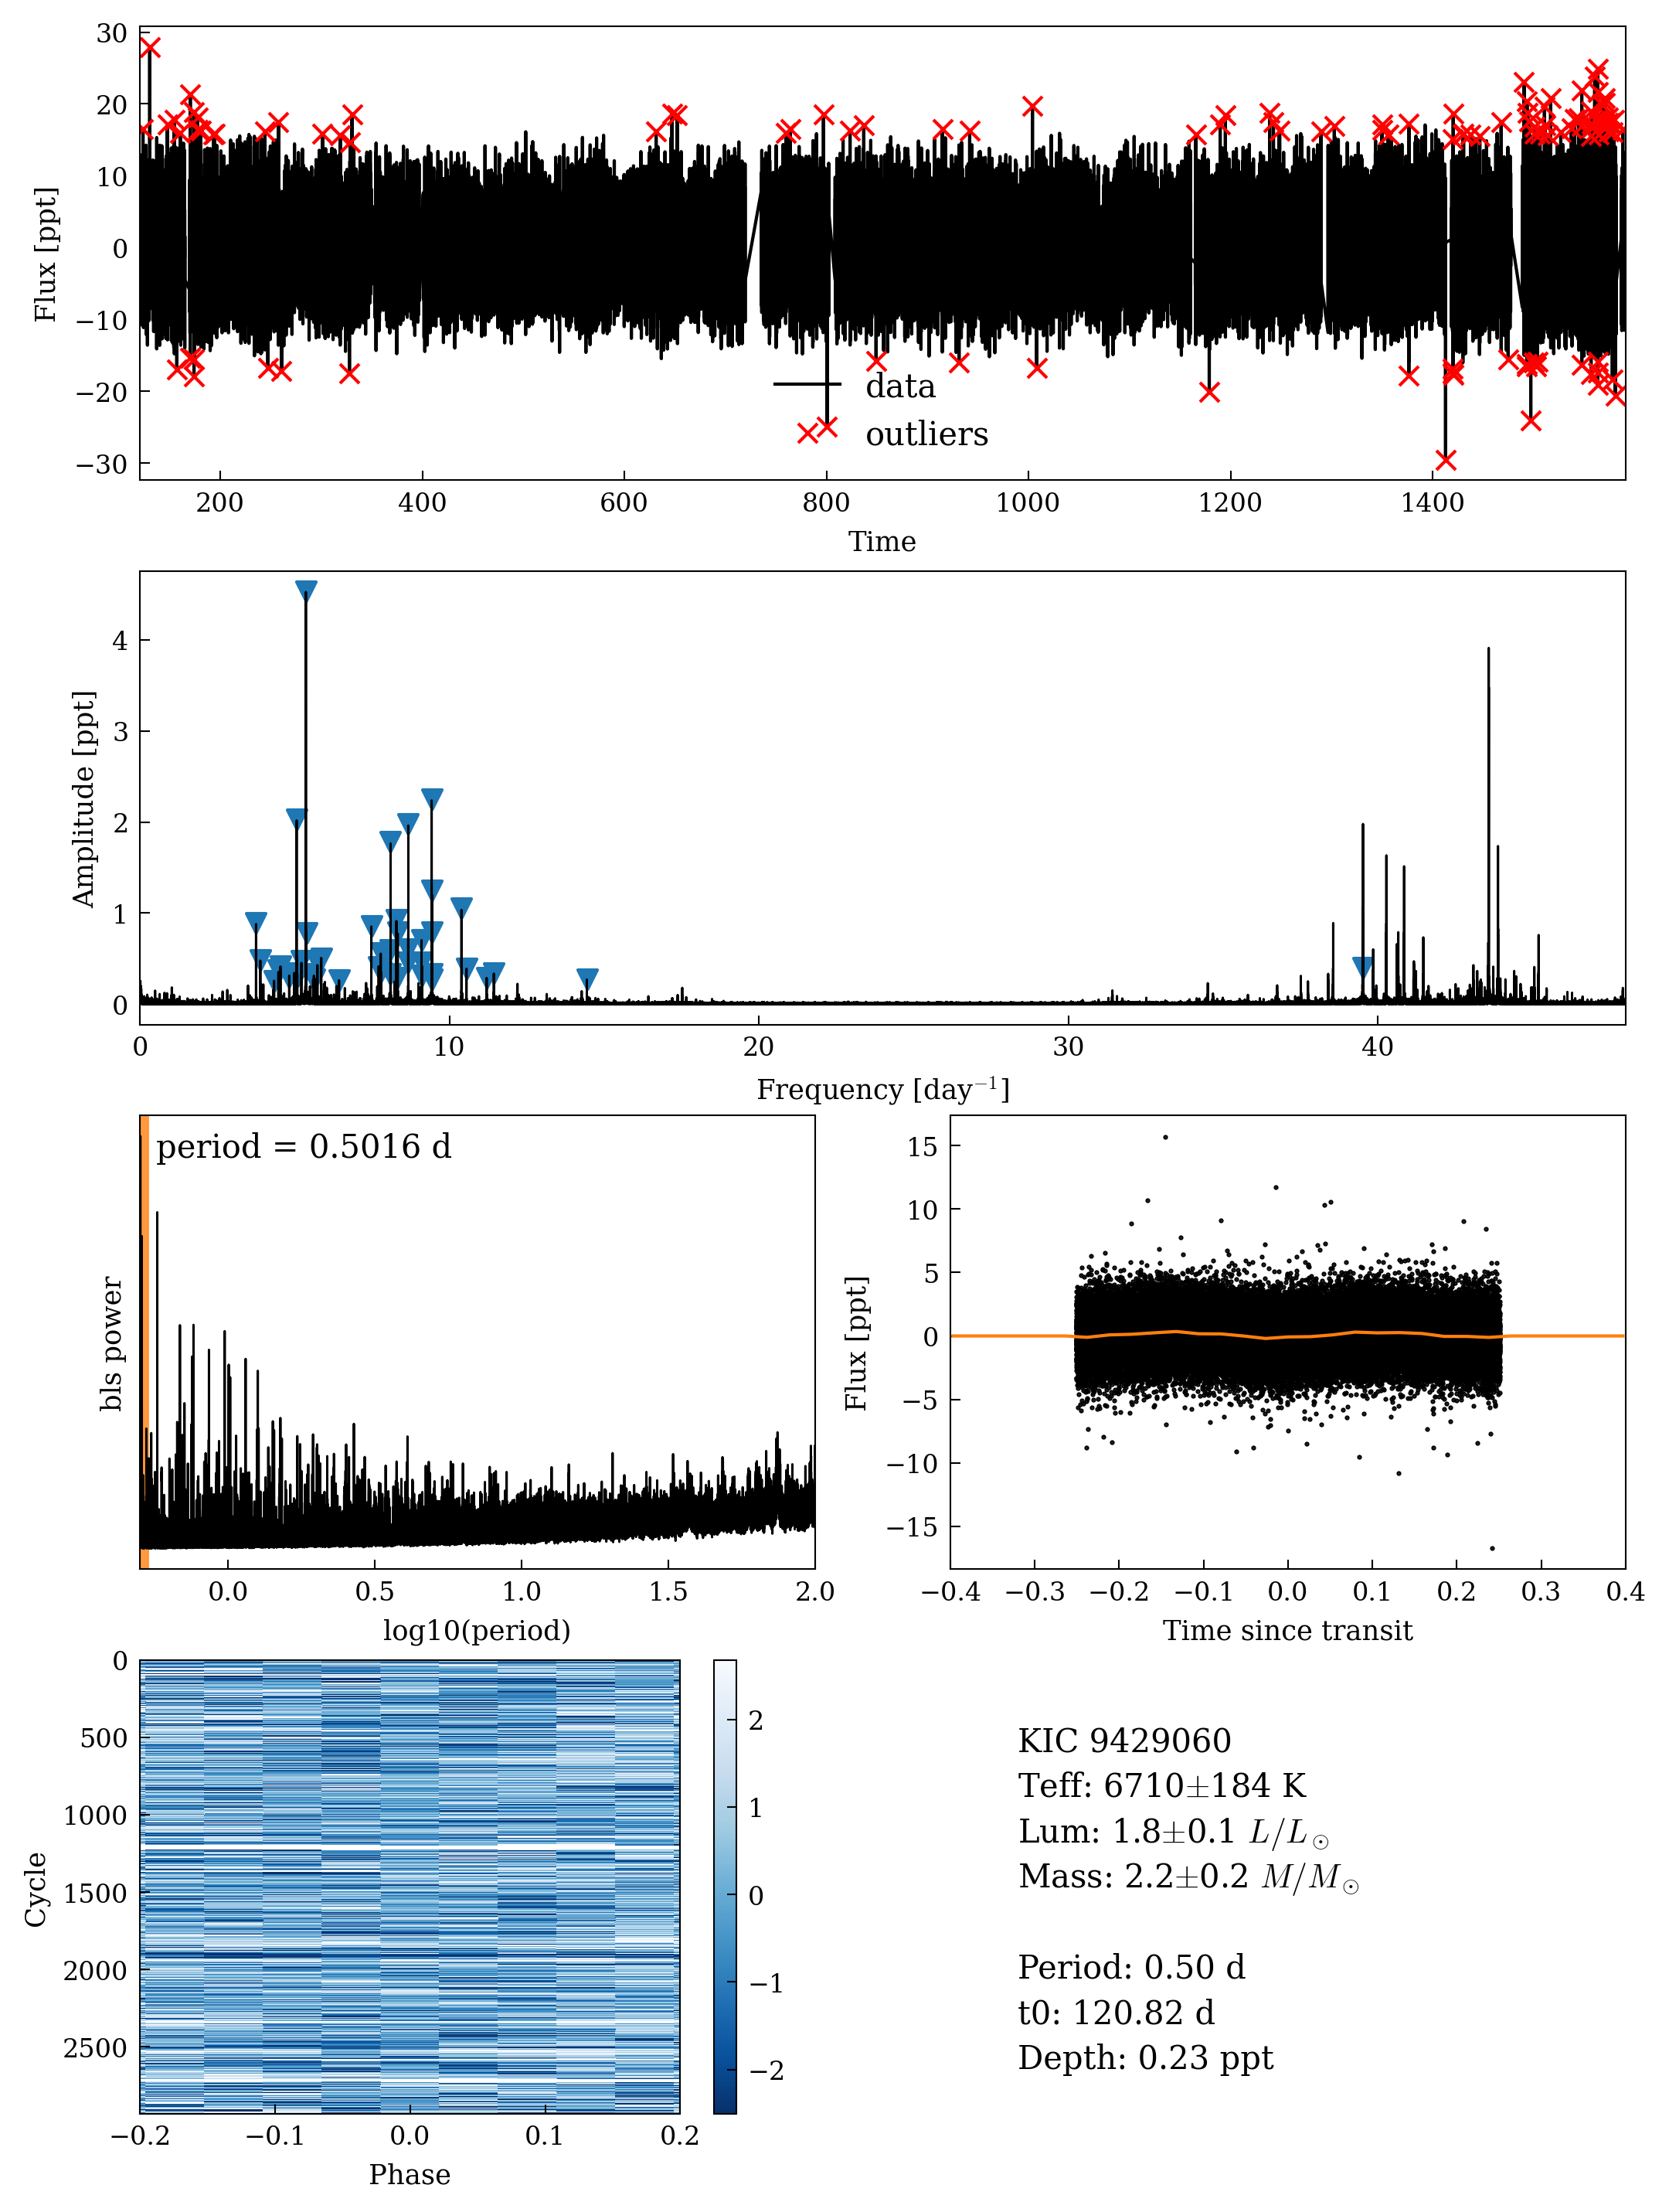 30
20
10
0
−10
−20
−30
Flux [ppt]
data
outliers
200 400 600 800 1000 1200 1400
Time
4
3
2
1
0
Amplitude [ppt]
0 10 20 30 40
Frequency [day⁻¹]
period = 0.5016 d
bls power
0.0 0.5 1.0 1.5 2.0
log10(period)
15
10
5
0
−5
−10
−15
Flux [ppt]
−0.4 −0.3 −0.2 −0.1 0.0 0.1 0.2 0.3 0.4
Time since transit
0
500
1000
1500
2000
2500
Cycle
−0.2 −0.1 0.0 0.1 0.2
Phase
2
1
0
−1
−2
KIC 9429060
Teff: 6710±184 K
Lum: 1.8±0.1 L/L⊙
Mass: 2.2±0.2 M/M⊙
Period: 0.50 d
t0: 120.82 d
Depth: 0.23 ppt